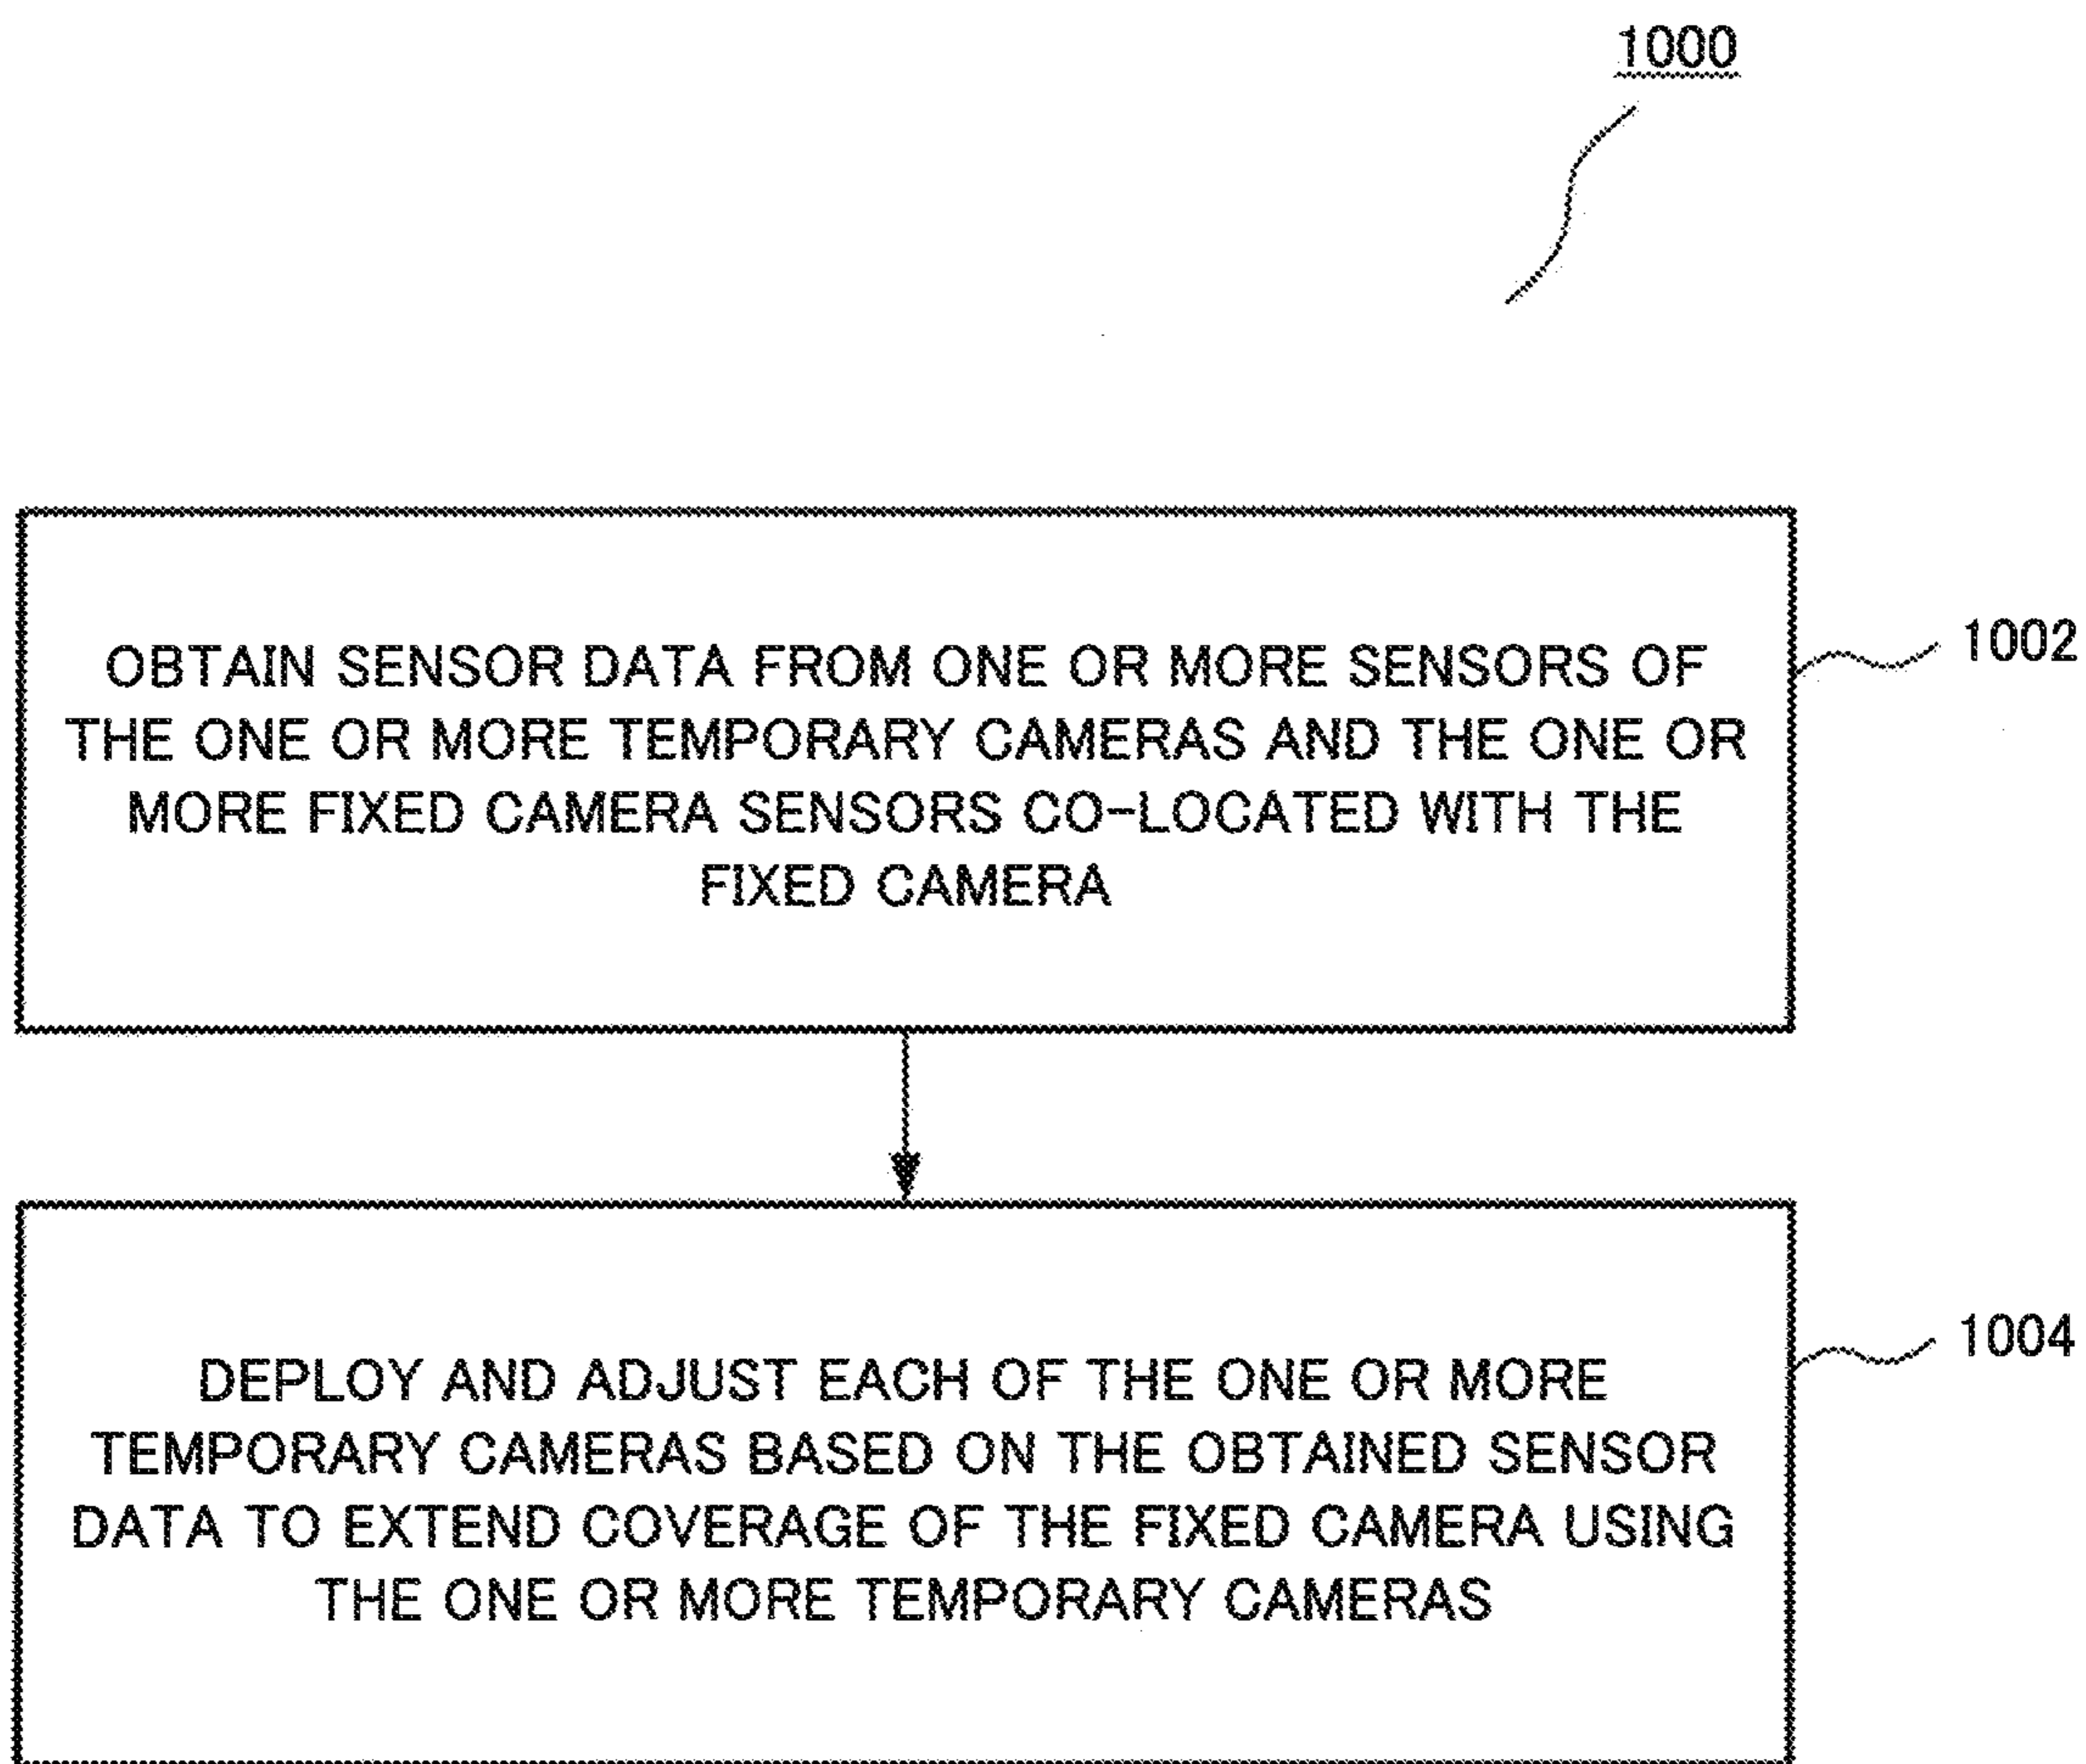 1000
OBTAIN SENSOR DATA FROM ONE OR MORE SENSORS OF
THE ONE OR MORE TEMPORARY CAMERAS AND THE ONE OR
MORE FIXED CAMERA SENSORS CO-LOCATED WITH THE
FIXED CAMERA
1002
DEPLOY AND ADJUST EACH OF THE ONE OR MORE
TEMPORARY CAMERAS BASED ON THE OBTAINED SENSOR
DATA TO EXTEND COVERAGE OF THE FIXED CAMERA USING
THE ONE OR MORE TEMPORARY CAMERAS
1004